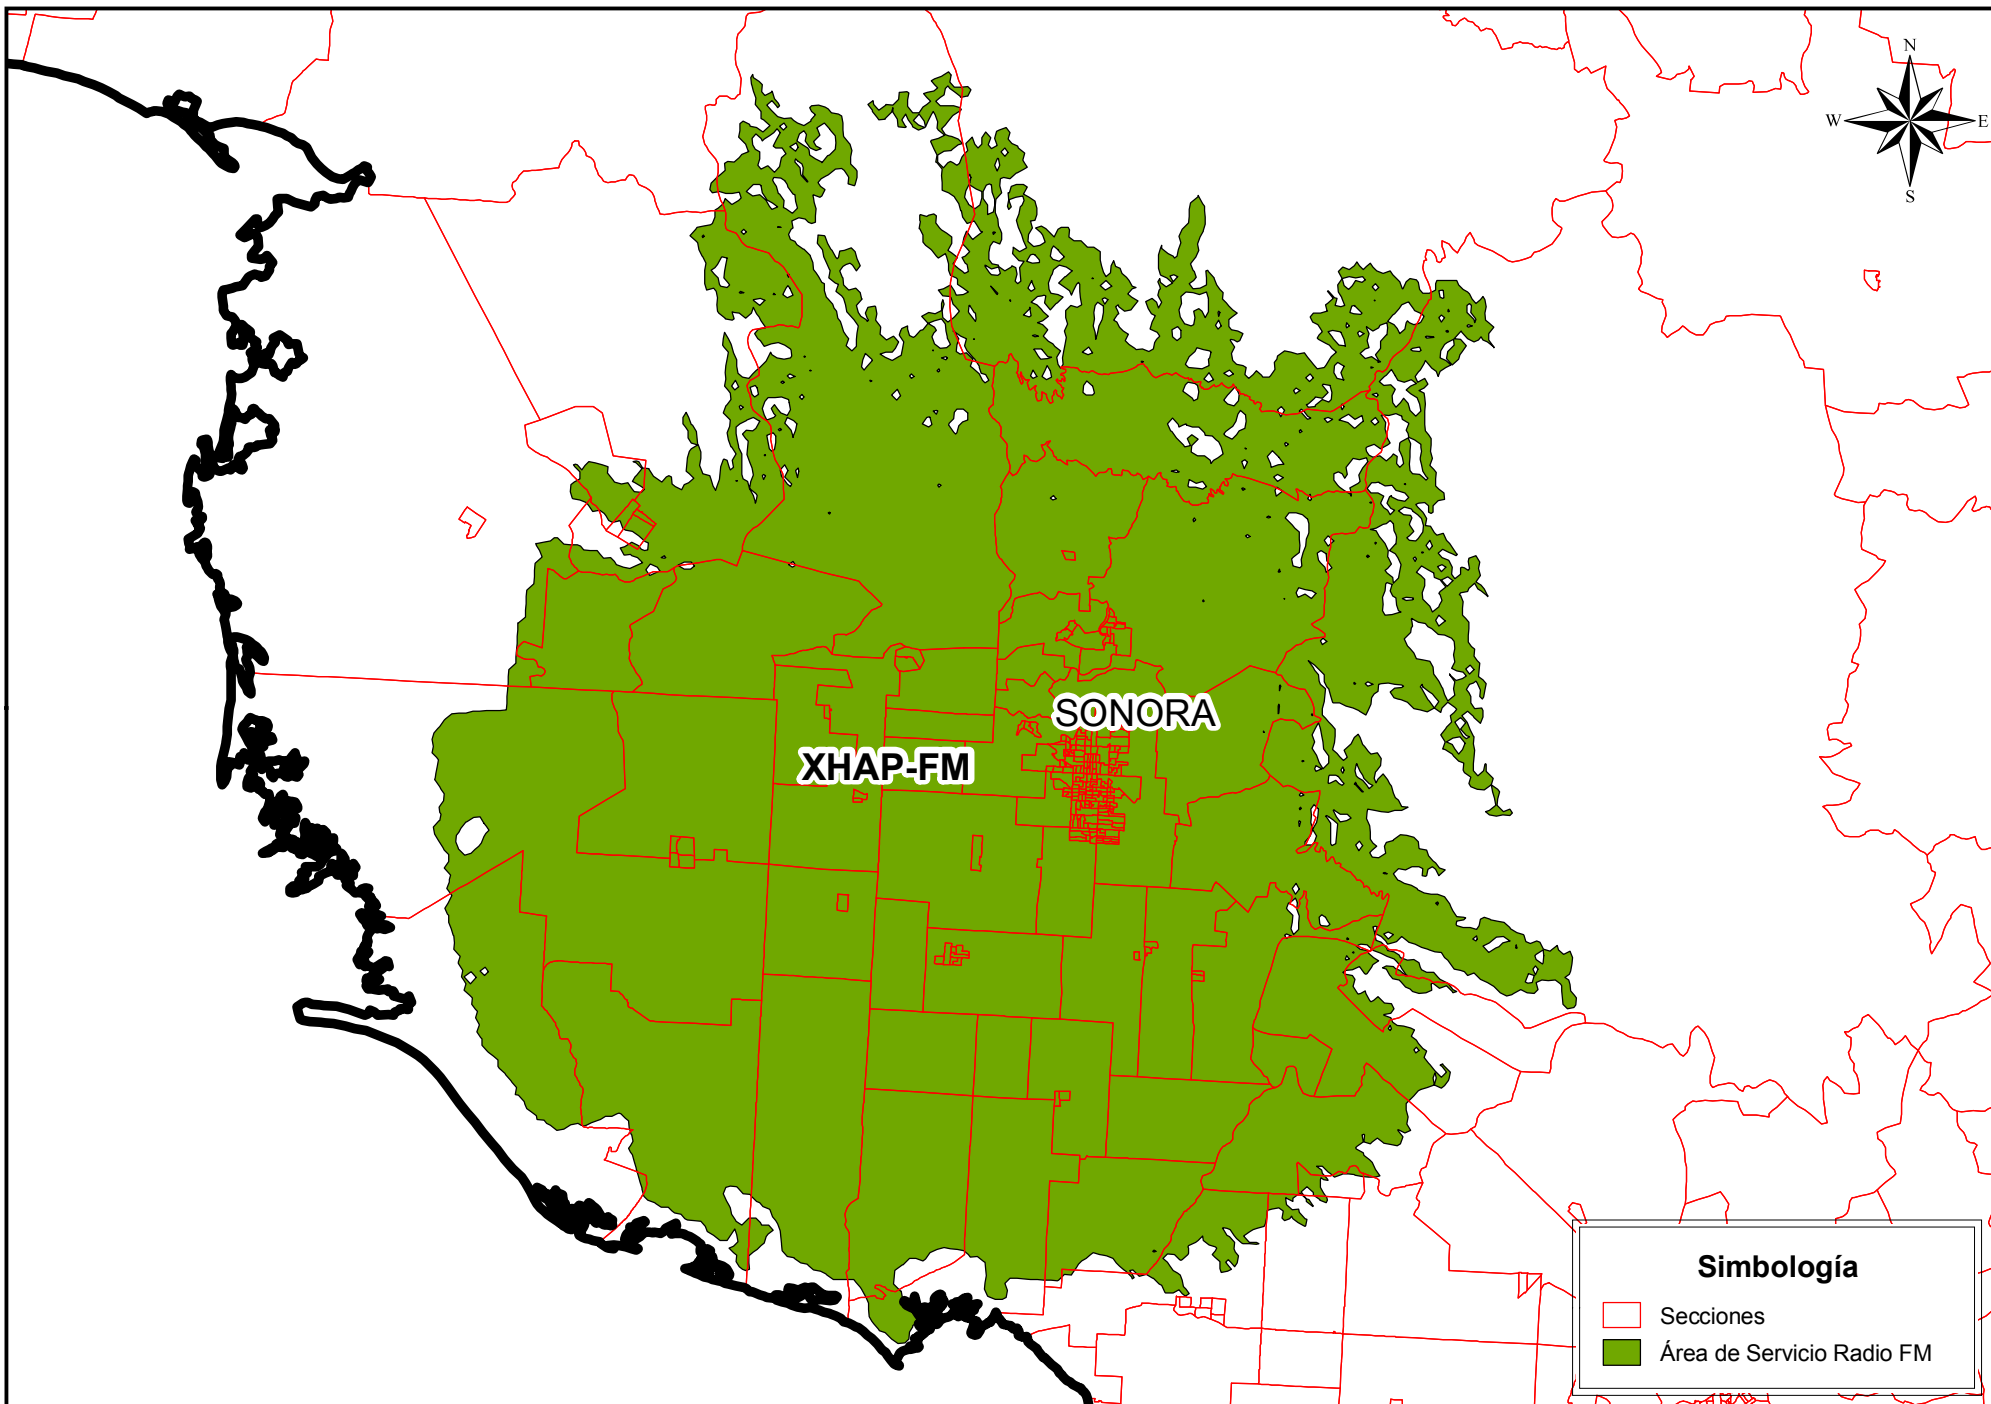 N
W E
S
SONORA
XHAP-FM
Simbología
Secciones
Área de Servicio Radio FM